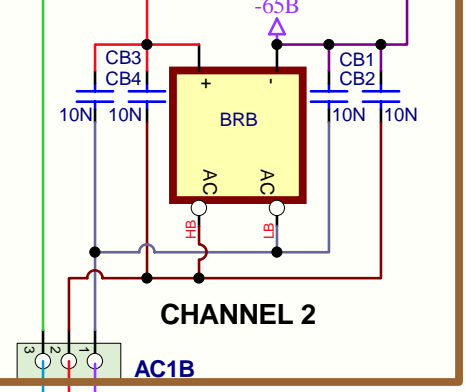 -65B
CB3
CB4
CB1
CB2
+
-
10N
10N
BRB
10N
10N
AC
AC
HB
LB
CHANNEL 2
3
2
1
AC1B